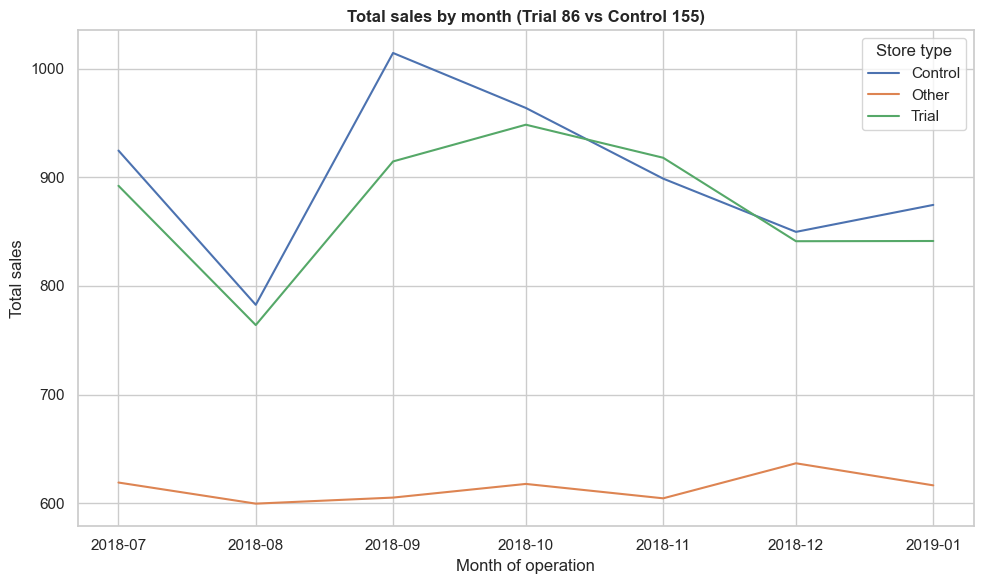 Total sales by month (Trial 86 vs Control 155)
Store type
Control
Other
Trial
Total sales
1000
900
800
700
600
2018-07 2018-08 2018-09 2018-10 2018-11 2018-12 2019-01
Month of operation